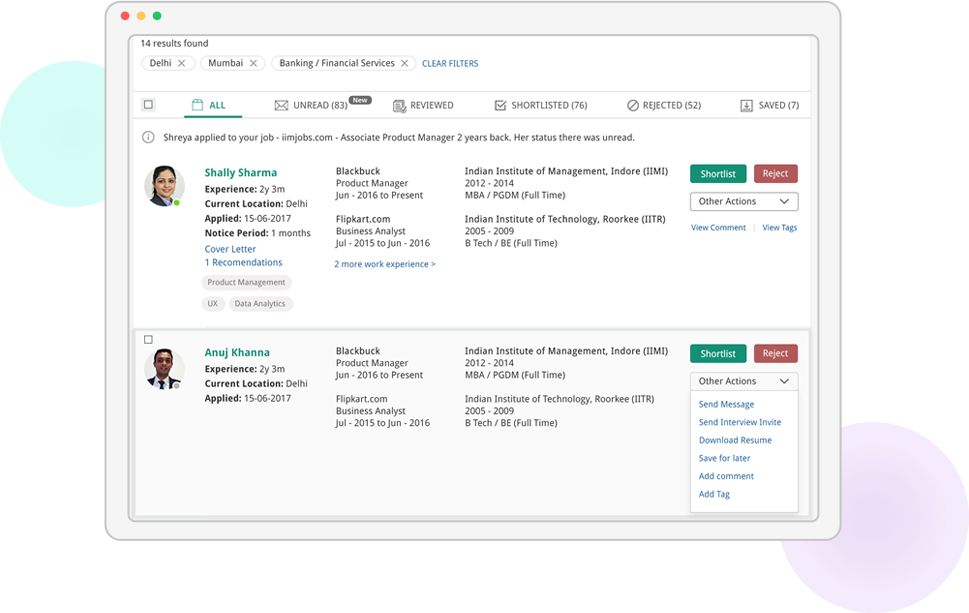 14 results found
Delhi Mumbai Banking / Financial Services CLEAR FILTERS
ALL UNREAD (83) New REVIEWED SHORTLISTED (76) REJECTED (52) SAVED (7)
Shreya applied to your job - iimjobs.com - Associate Product Manager 2 years back. Her status there was unread.
Shally Sharma
Experience: 2y 3m
Current Location: Delhi
Applied: 15-06-2017
Notice Period: 1 months
Cover Letter
1 Recomendations
Product Management
UX Data Analytics
Blackbuck
Product Manager
Jun - 2016 to Present
Flipkart.com
Business Analyst
Jul - 2015 to Jun - 2016
2 more work experience >
Indian Institute of Management, Indore (IIMI)
2012 - 2014
MBA / PGDM (Full Time)
Indian Institute of Technology, Roorkee (IITR)
2005 - 2009
B Tech / BE (Full Time)
Shortlist Reject
Other Actions
View Comment | View Tags
Anuj Khanna
Experience: 2y 3m
Current Location: Delhi
Applied: 15-06-2017
Blackbuck
Product Manager
Jun - 2016 to Present
Flipkart.com
Business Analyst
Jul - 2015 to Jun - 2016
Indian Institute of Management, Indore (IIMI)
2012 - 2014
MBA / PGDM (Full Time)
Indian Institute of Technology, Roorkee (IITR)
2005 - 2009
B Tech / BE (Full Time)
Shortlist Reject
Other Actions
Send Message
Send Interview Invite
Download Resume
Save for later
Add comment
Add Tag